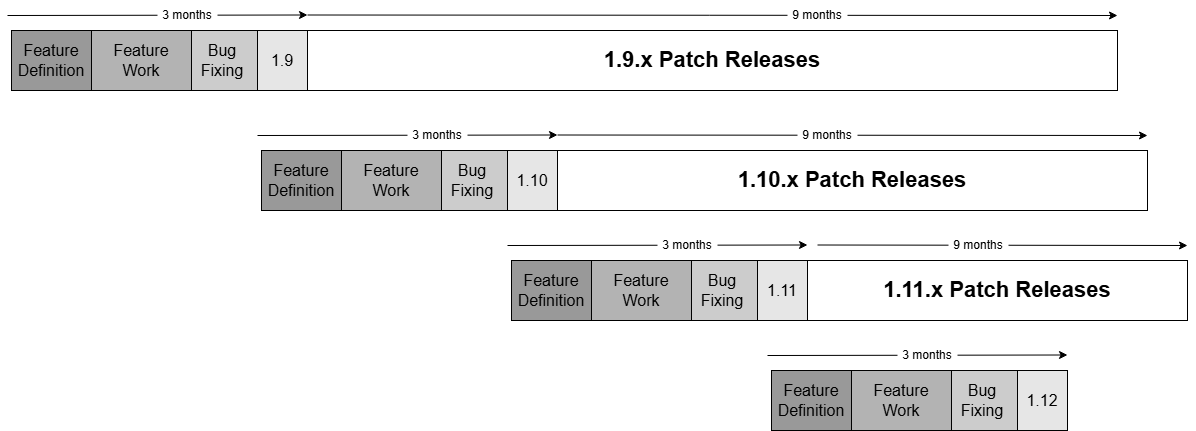 3 months
9 months
Feature
Definition
Feature
Work
Bug
Fixing
1.9
1.9.x Patch Releases
3 months
9 months
Feature
Definition
Feature
Work
Bug
Fixing
1.10
1.10.x Patch Releases
3 months
9 months
Feature
Definition
Feature
Work
Bug
Fixing
1.11
1.11.x Patch Releases
3 months
Feature
Definition
Feature
Work
Bug
Fixing
1.12